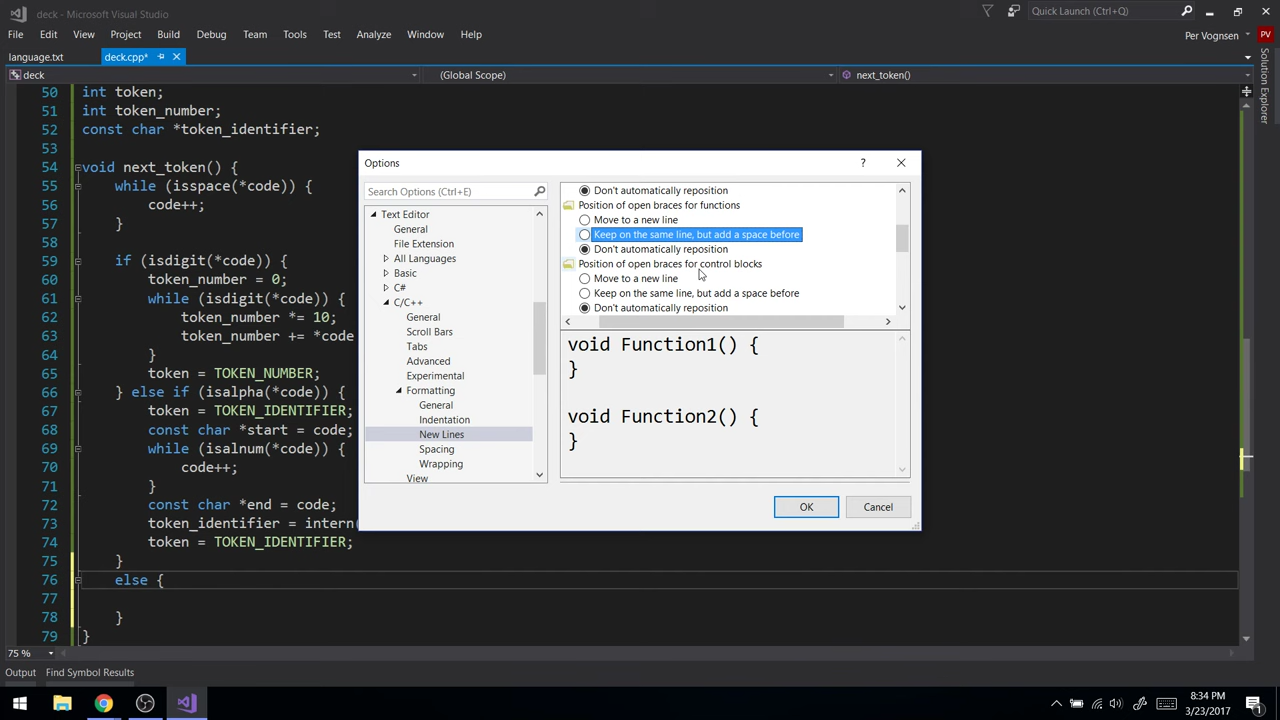 deck - Microsoft Visual Studio
Quick Launch (Ctrl+Q)
File Edit View Project Build Debug Team Tools Test Analyze Window Help
Per Vognsen
PV
language.txt
deck.cpp*
Solution Explorer
deck
(Global Scope)
next_token()
50 int token;
51 int token_number;
52 const char *token_identifier;
53
54 void next_token() {
55 while (isspace(*code)) {
56 code++;
57 }
58
59 if (isdigit(*code)) {
60 token_number = 0;
61 while (isdigit(*code)) {
62 token_number *= 10;
63 token_number += *code
64 }
65 token = TOKEN_NUMBER;
66 } else if (isalpha(*code)) {
67 token = TOKEN_IDENTIFIER;
68 const char *start = code;
69 while (isalnum(*code)) {
70 code++;
71 }
72 const char *end = code;
73 token_identifier = intern(
74 token = TOKEN_IDENTIFIER;
75 }
76 else {
77
78 }
79 }
Options
?
Search Options (Ctrl+E)
Text Editor
General
File Extension
All Languages
Basic
C#
C/C++
General
Scroll Bars
Tabs
Advanced
Experimental
Formatting
General
Indentation
New Lines
Spacing
Wrapping
View
Don't automatically reposition
Position of open braces for functions
Move to a new line
Keep on the same line, but add a space before
Don't automatically reposition
Position of open braces for control blocks
Move to a new line
Keep on the same line, but add a space before
Don't automatically reposition
void Function1() {
}
void Function2() {
}
OK
Cancel
75 %
Output Find Symbol Results
8:34 PM
3/23/2017
1